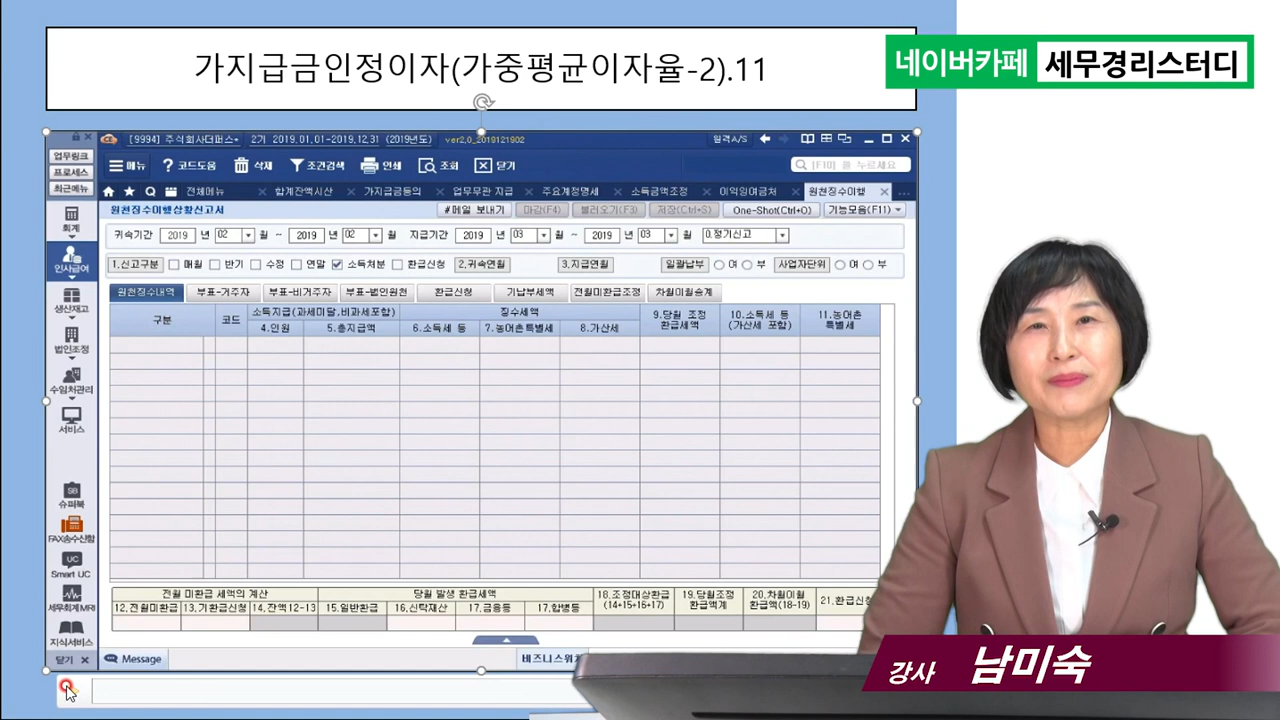 가지급금인정이자(가중평균이자율-2).11
네이버카페 세무경리스터디
[9994] 주식회사더퍼스 2기 2019.01.01-2019.12.31 (2019년도) ver2.0_2019121902 원격A/S
업무링크
프로세스
최근메뉴
메뉴 ? 코드도움 삭제 조건검색 인쇄 조회 닫기 [F10] 을 누르세요
전체메뉴 합계잔액시산 가지급금등의 업무무관 지급 주요계정명세 소득금액조정 이익잉여금처 원천징수이행 ...
원천징수이행상황신고서 #메일 보내기 마감(F4) 불러오기(F3) 저장(Ctrl+S) One-Shot(Ctrl+O) 기능모음(F11)
귀속기간 2019 년 02 월 ~ 2019 년 02 월 지급기간 2019 년 03 월 ~ 2019 년 03 월 0.정기신고
1.신고구분 매월 반기 수정 연말 소득처분 환급신청 2.귀속연월 3.지급연월 일괄납부 여 부 사업자단위 여 부
원천징수내역 부표-거주자 부표-비거주자 부표-법인원천 환급신청 기납부세액 전월미환급조정 차월이월승계
구분 코드 소득지급(과세미달,비과세포함) 징수세액 9.당월 조정 환급세액 10.소득세 등 (가산세 포함) 11.농어촌 특별세
4.인원 5.총지급액 6.소득세 등 7.농어촌특별세 8.가산세
전월 미환급 세액의 계산 당월 발생 환급세액 18.조정대상환급 (14+15+16+17) 19.당월조정 환급액계 20.차월이월 환급액(18-19) 21.환급신청
12.전월미환급 13.기환급신청 14.잔액12-13 15.일반환급 16.신탁재산 17.금융등 17.합병등
회계
인사급여
생산재고
법인조정
수임처관리
서비스
SB
슈퍼북
FAX송수신함
UC
Smart UC
세무회계MRI
지식서비스
닫기 Message 비즈니스워
강사 남미숙